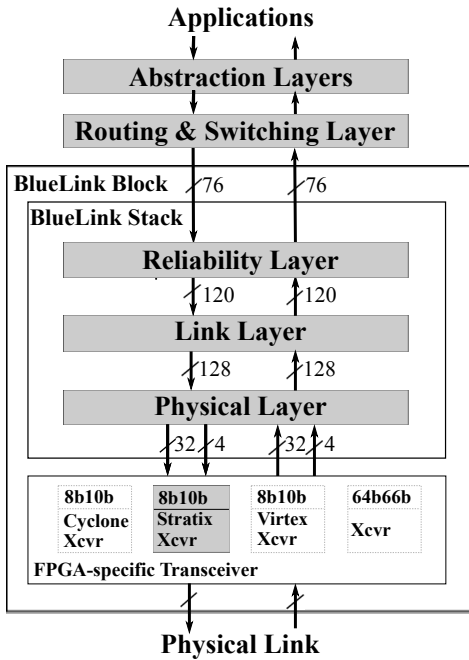 Applications
Abstraction Layers
Routing & Switching Layer
BlueLink Block
76
76
BlueLink Stack
Reliability Layer
120
120
Link Layer
128
128
Physical Layer
32
4
32
4
8b10b
Cyclone
Xcvr
8b10b
Stratix
Xcvr
8b10b
Virtex
Xcvr
64b66b
Xcvr
FPGA-specific Transceiver
Physical Link